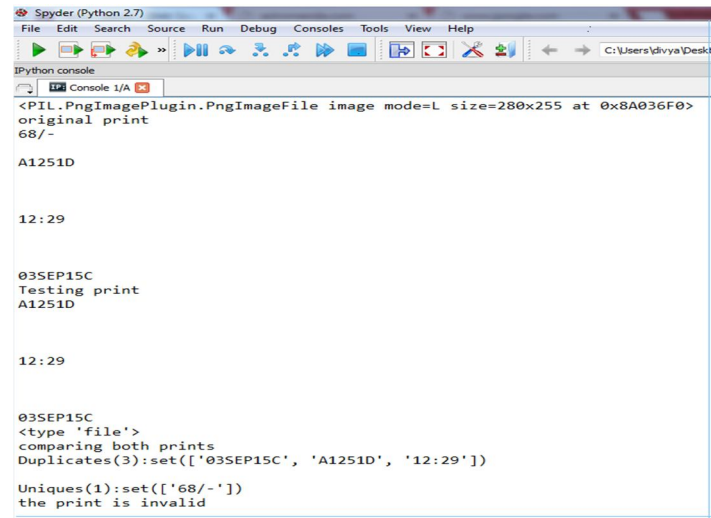 Spyder (Python 2.7)
File Edit Search Source Run Debug Consoles Tools View Help
» C:\Users\divya\Deskt
IPython console
IP: Console 1/A
<PIL.PngImagePlugin.PngImageFile image mode=L size=280x255 at 0x8A036F0>
original print
68/-
A1251D
12:29
03SEP15C
Testing print
A1251D
12:29
03SEP15C
<type 'file'>
comparing both prints
Duplicates(3):set(['03SEP15C', 'A1251D', '12:29'])
Uniques(1):set(['68/-'])
the print is invalid